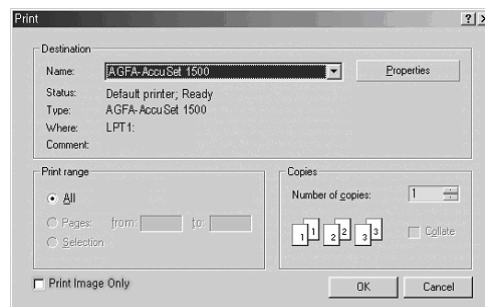 Print
Destination
Name: AGFA-AccuSet 1500 Properties
Status: Default printer; Ready
Type: AGFA-AccuSet 1500
Where: LPT1:
Comment:
Print range
All
Pages: from: to:
Selection
Copies
Number of copies: 1
1 1 2 2 3 3
Collate
Print Image Only
OK Cancel